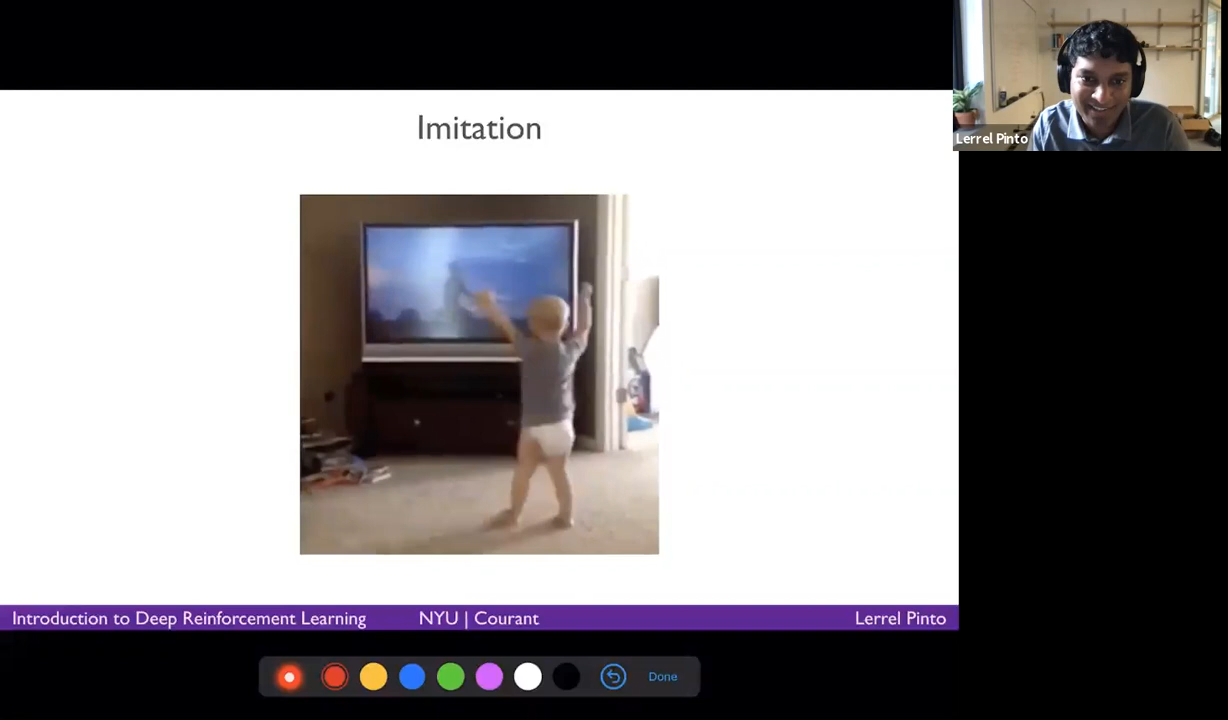 Lerrel Pinto
Imitation
Introduction to Deep Reinforcement Learning
NYU | Courant
Lerrel Pinto
Done